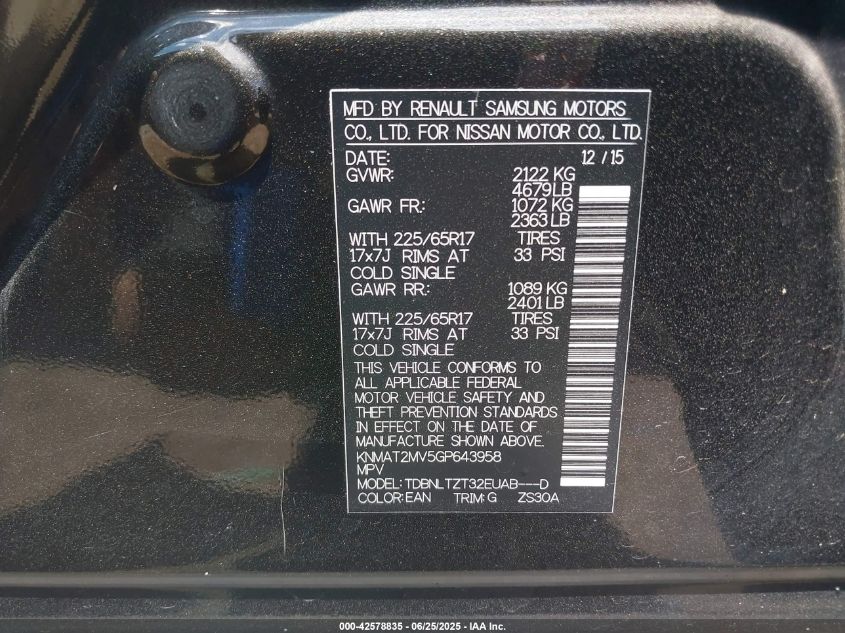 MFD BY RENAULT SAMSUNG MOTORS
CO., LTD. FOR NISSAN MOTOR CO., LTD.
DATE: 12 / 15
GVWR: 2122 KG
4679 LB
GAWR FR.: 1072 KG
2363 LB
WITH 225/65R17 TIRES
17x7J RIMS AT 33 PSI
COLD SINGLE
GAWR RR.: 1089 KG
2401 LB
WITH 225/65R17 TIRES
17x7J RIMS AT 33 PSI
COLD SINGLE
THIS VEHICLE CONFORMS TO
ALL APPLICABLE FEDERAL
MOTOR VEHICLE SAFETY AND
THEFT PREVENTION STANDARDS
IN EFFECT ON THE DATE OF
MANUFACTURE SHOWN ABOVE.
KNMAT2MV5GP643958
MPV
MODEL: TDBNLTZT32EUAB---D
COLOR: EAN TRIM: G ZS30A
000-42578835 - 06/25/2025 - IAA Inc.